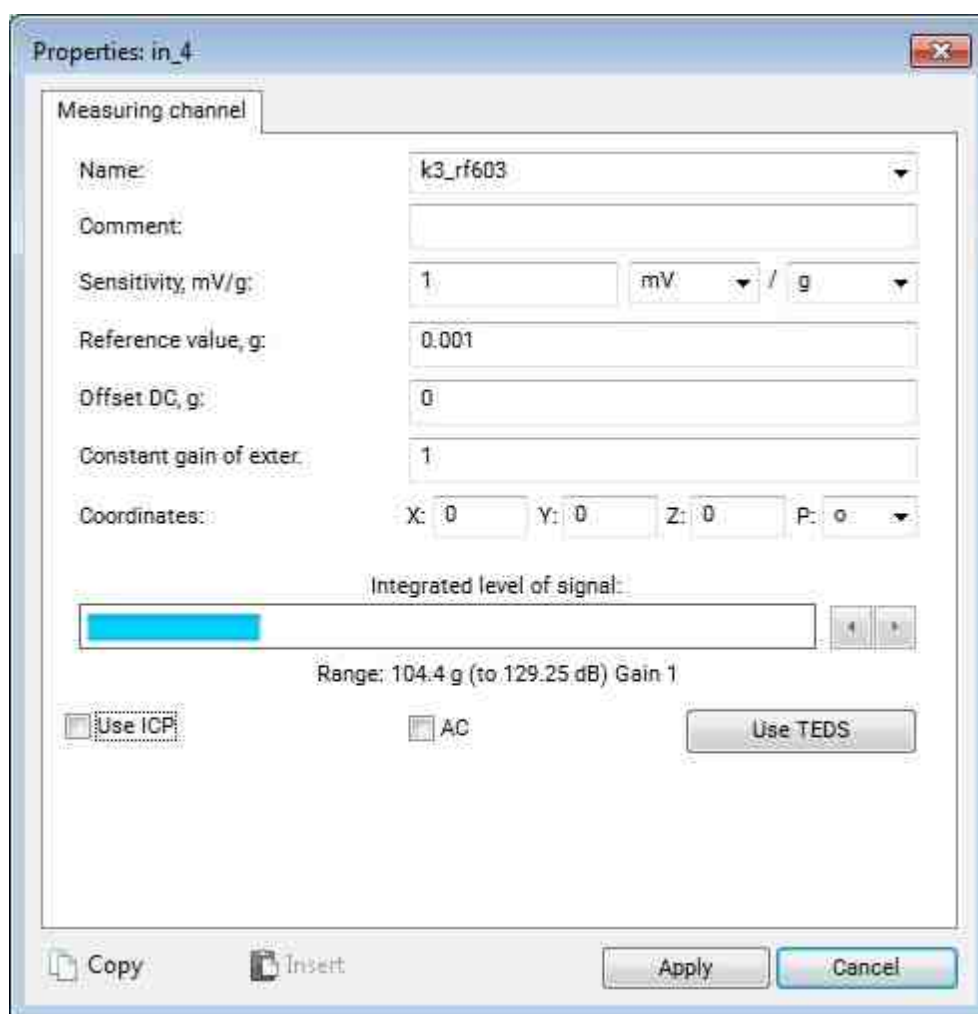 Properties: in_4
Measuring channel
Name: k3_rf603
Comment:
Sensitivity, mV/g: 1 mV / g
Reference value, g: 0.001
Offset DC, g: 0
Constant gain of exter. 1
Coordinates: X: 0 Y: 0 Z: 0 P: o
Integrated level of signal:
Range: 104.4 g (to 129.25 dB) Gain 1
Use ICP AC Use TEDS
Copy Insert Apply Cancel